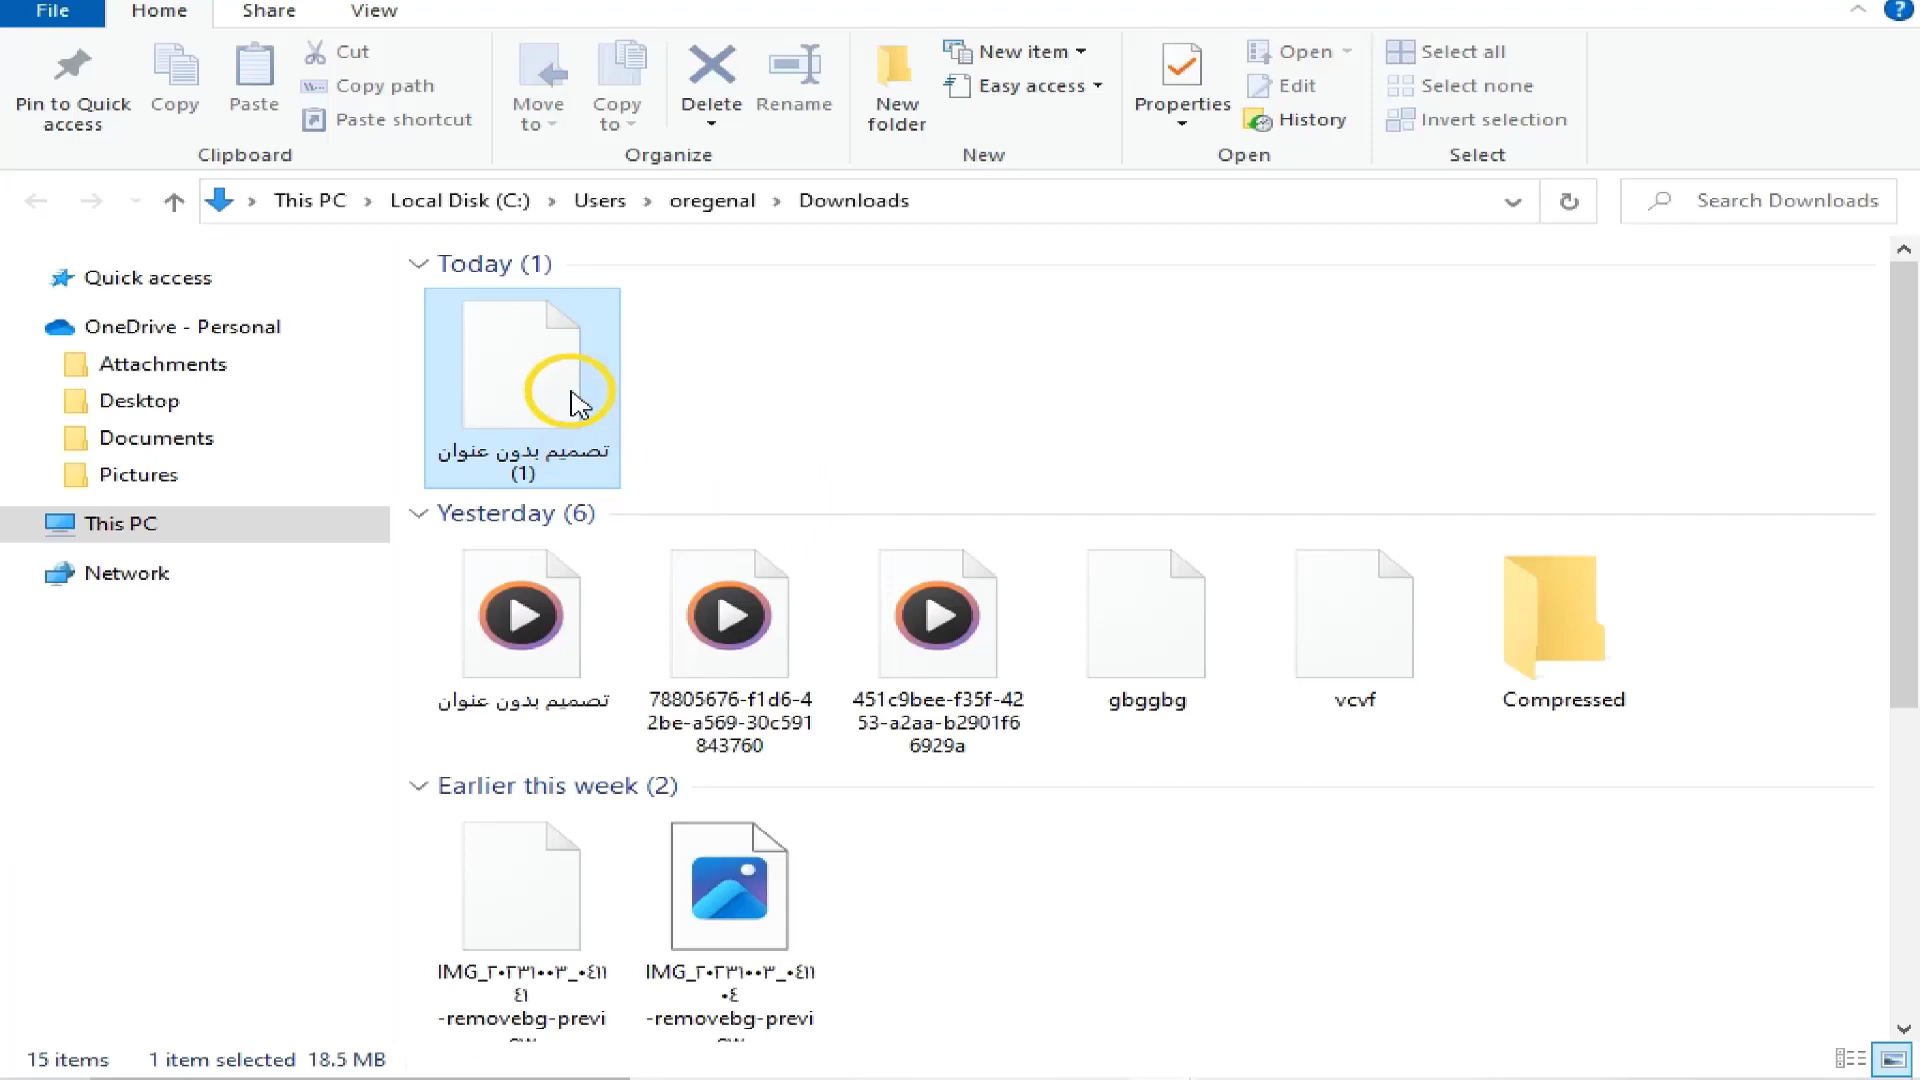 File Home Share View
Pin to Quick access
Copy
Paste
Cut
Copy path
Paste shortcut
Clipboard
Move to
Copy to
Delete
Rename
Organize
New folder
New item
Easy access
New
Properties
Open
Edit
History
Open
Select all
Select none
Invert selection
Select
This PC
Local Disk (C:)
Users
oregenal
Downloads
Search Downloads
Quick access
OneDrive - Personal
Attachments
Desktop
Documents
Pictures
This PC
Network
Today (1)
تصميم بدون عنوان
(1)
Yesterday (6)
تصميم بدون عنوان
78805676-f1d6-4
2be-a569-30c591
843760
451c9bee-f35f-42
53-a2aa-b2901f6
6929a
gbggbg
vcvf
Compressed
Earlier this week (2)
IMG_٢٠٢٣١٠٠٣_٠٤١١
٤١
-removebg-previ
IMG_٢٠٢٣١٠٠٣_٠٤١١
٠٤
-removebg-previ
15 items 1 item selected 18.5 MB